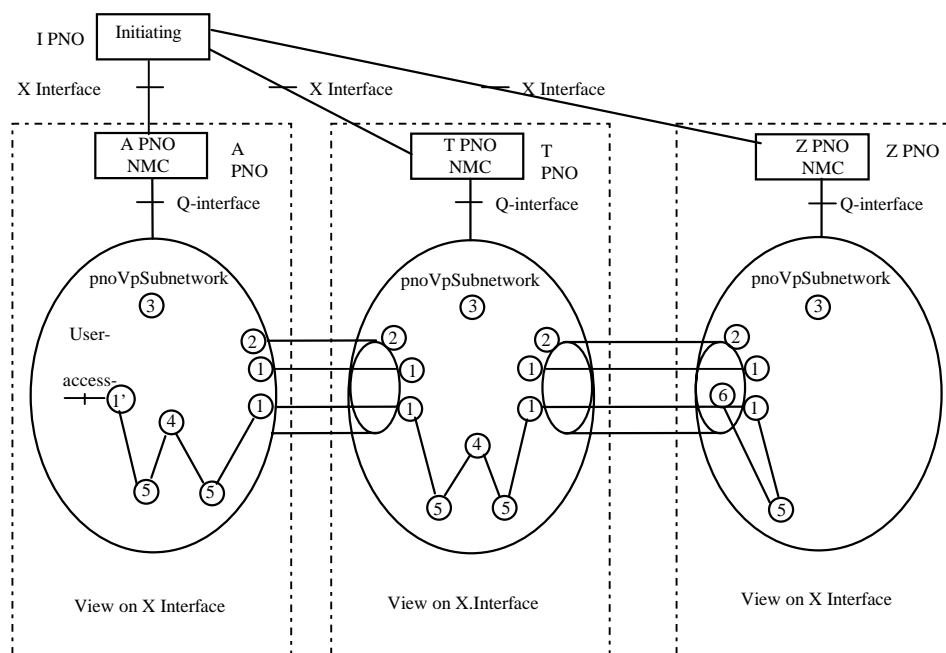 I PNO
Initiating
X Interface
X Interface
X Interface
A PNO
NMC
A
PNO
T PNO
NMC
T
PNO
Z PNO
NMC
Z PNO
Q-interface
Q-interface
Q-interface
pnoVpSubnetwork
3
User-
access-
1'
2
1
1
4
5
5
pnoVpSubnetwork
3
2
1
1
2
1
1
4
5
5
pnoVpSubnetwork
3
2
1
6
1
5
View on X Interface
View on X.Interface
View on X Interface